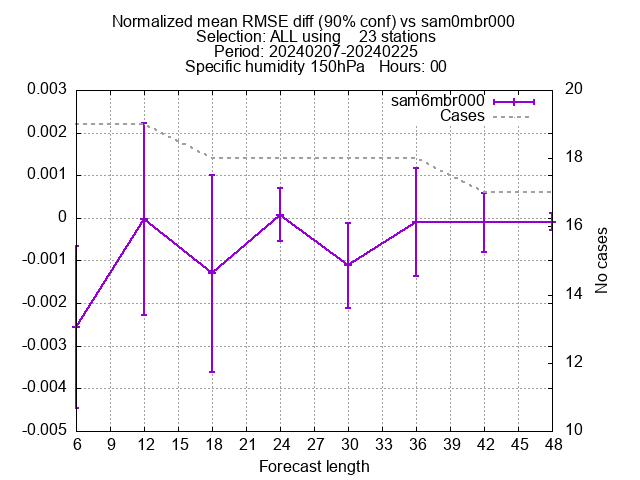 Normalized mean RMSE diff (90% conf) vs sam0mbr000
Selection: ALL using    23 stations
Period: 20240207-20240225
Specific humidity 150hPa   Hours: 00
sam6mbr000
Cases
0.003
0.002
0.001
0
-0.001
-0.002
-0.003
-0.004
-0.005
20
18
16
14
12
10
No cases
6 9 12 15 18 21 24 27 30 33 36 39 42 45 48
Forecast length